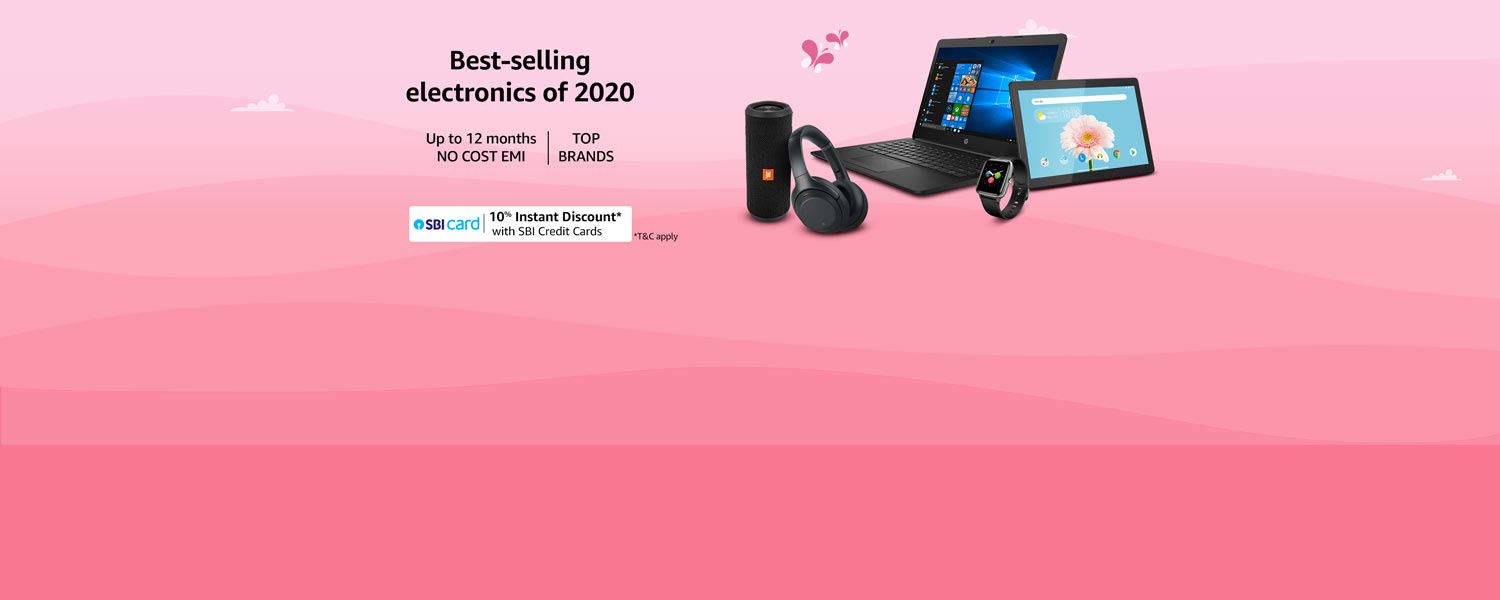 Best-selling
electronics of 2020
Up to 12 months
NO COST EMI
TOP
BRANDS
SBI card
10% Instant Discount*
with SBI Credit Cards
*T&C apply